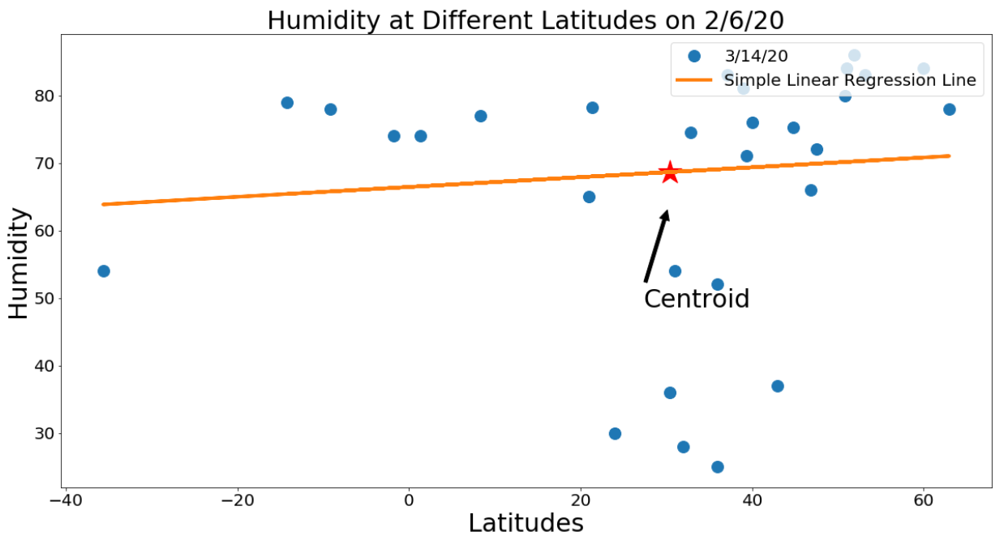 Humidity at Different Latitudes on 2/6/20
3/14/20
Simple Linear Regression Line
80
70
60
50
40
30
Humidity
Centroid
−40
−20
0
20
40
60
Latitudes